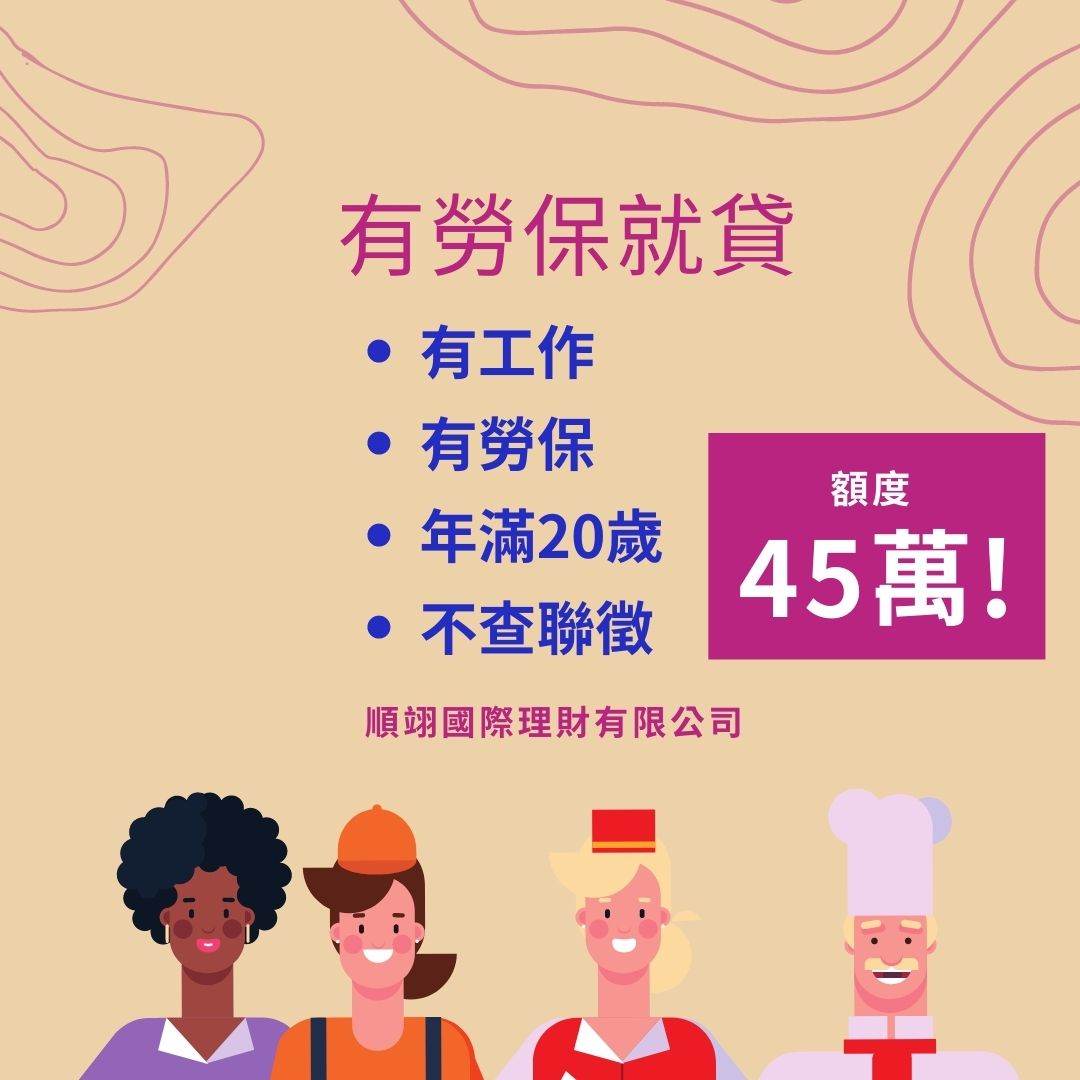 有勞保就貸
• 有工作
• 有勞保
• 年滿20歲
• 不查聯徵
額度
45萬!
順翊國際理財有限公司